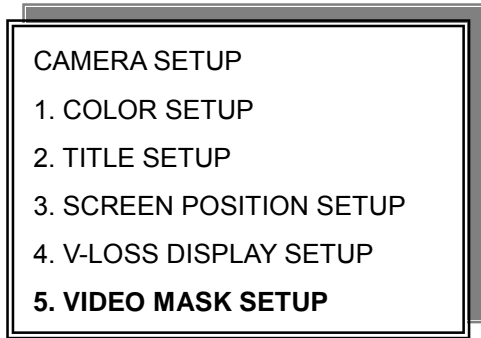 CAMERA SETUP
1. COLOR SETUP
2. TITLE SETUP
3. SCREEN POSITION SETUP
4. V-LOSS DISPLAY SETUP
5. VIDEO MASK SETUP